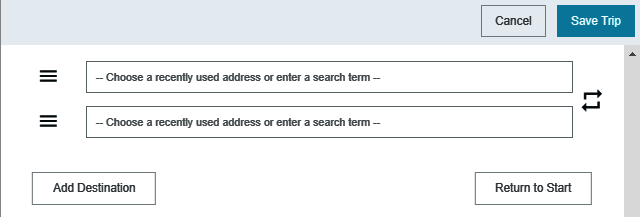 Cancel Save Trip
-- Choose a recently used address or enter a search term --
-- Choose a recently used address or enter a search term --
Add Destination Return to Start